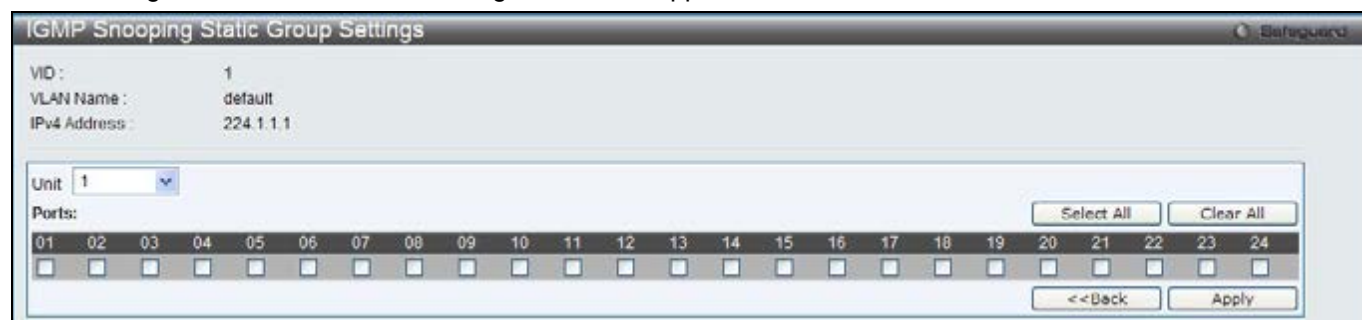 IGMP Snooping Static Group Settings
Safeguard
VID : 1
VLAN Name : default
IPv4 Address : 224.1.1.1
Unit 1
Ports:
Select All Clear All
01 02 03 04 05 06 07 08 09 10 11 12 13 14 15 16 17 18 19 20 21 22 23 24
<<Back Apply